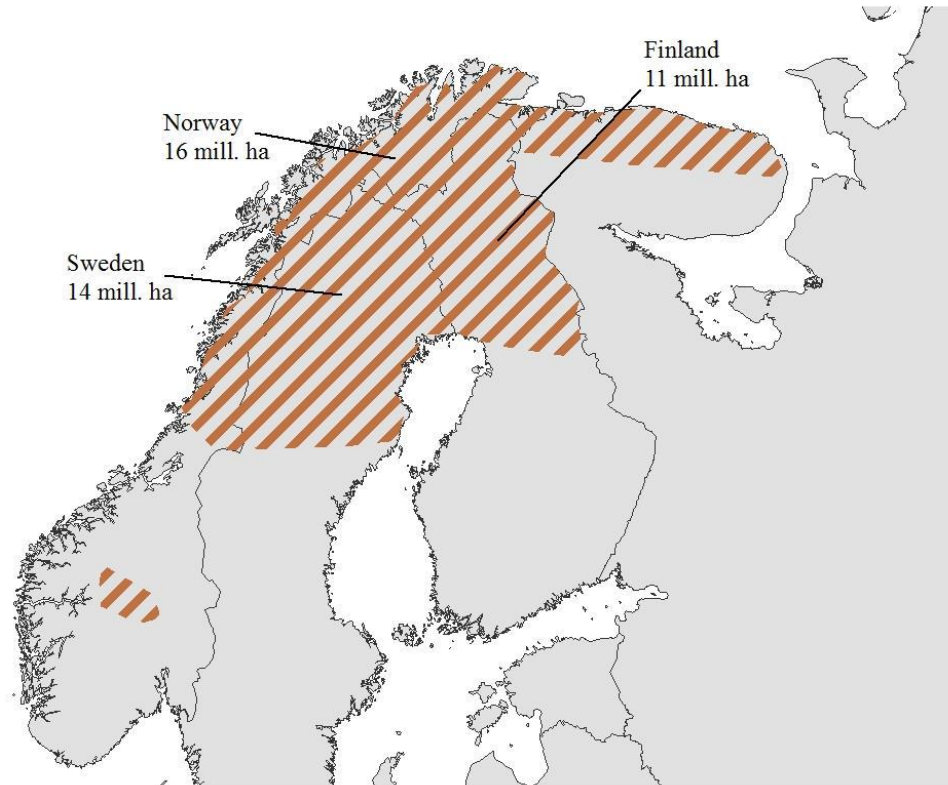 Finland
11 mill. ha
Norway
16 mill. ha
Sweden
14 mill. ha